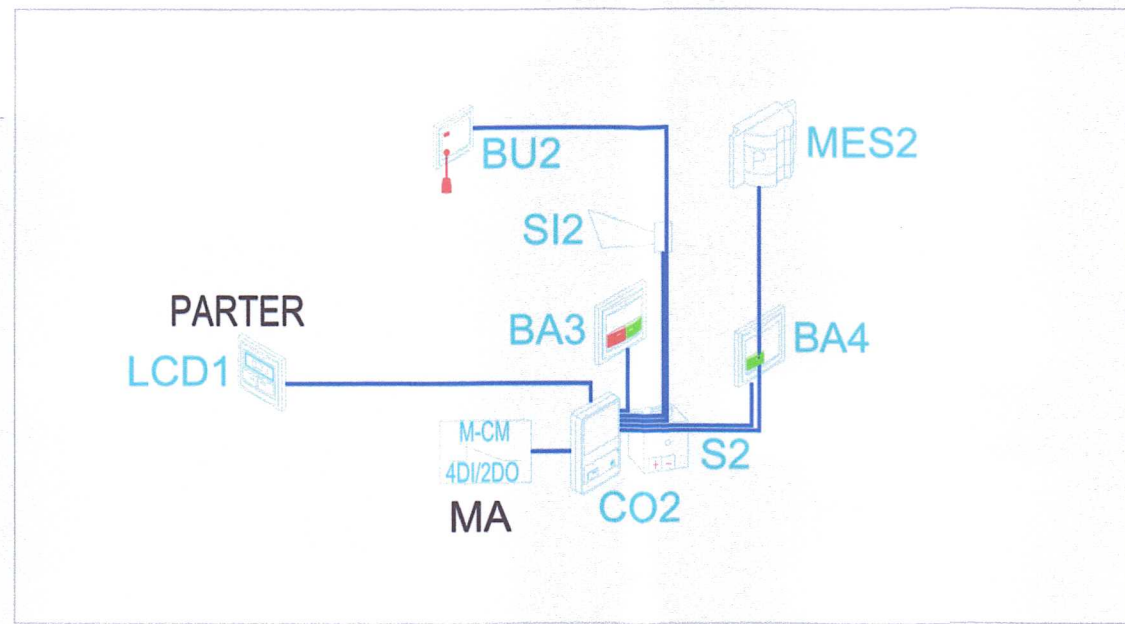 BU2
MES2
SI2
PARTER
BA3
BA4
LCD1
M-CM
S2
4DI/2DO
CO2
MA